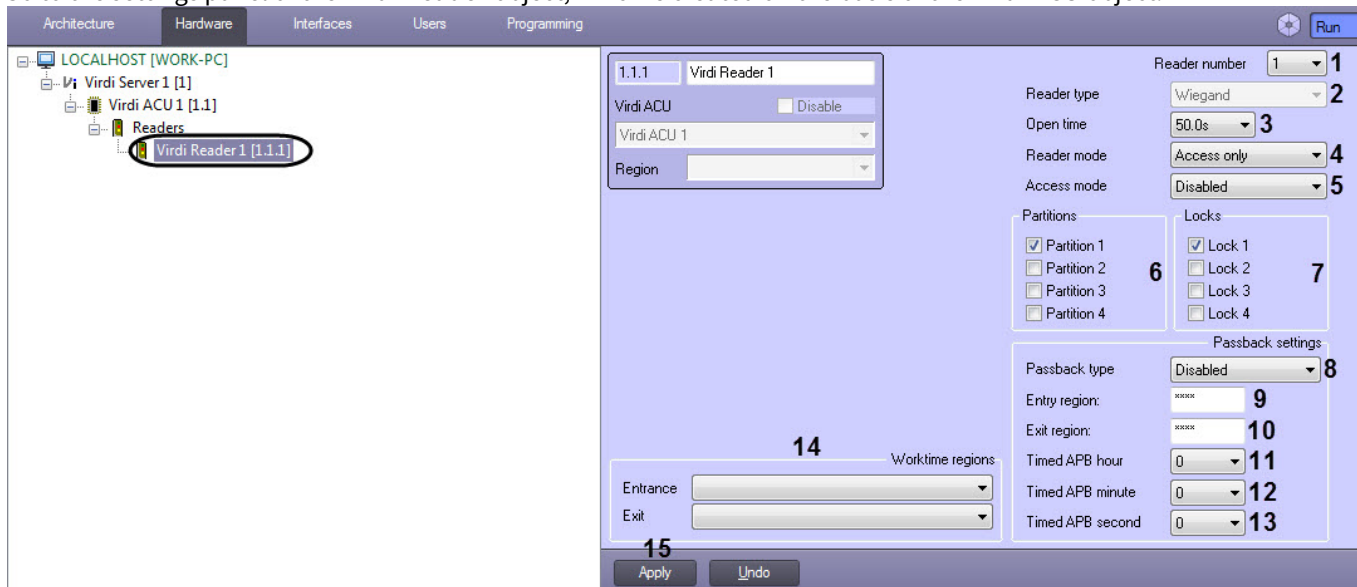 Architecture Hardware Interfaces Users Programming Run
LOCALHOST [WORK-PC]
Virdi Server 1 [1]
Virdi ACU 1 [1.1]
Readers
Virdi Reader 1 [1.1.1]
1.1.1 Virdi Reader 1
Virdi ACU Disable
Virdi ACU 1
Region
Reader number 1 1
Reader type Wiegand 2
Open time 50.0s 3
Reader mode Access only 4
Access mode Disabled 5
Partitions
Partition 1
Partition 2
Partition 3
Partition 4
6
Locks
Lock 1
Lock 2
Lock 3
Lock 4
7
Passback settings
Passback type Disabled 8
Entry region: **** 9
Exit region: **** 10
Timed APB hour 0 11
Timed APB minute 0 12
Timed APB second 0 13
14
Worktime regions
Entrance
Exit
15
Apply Undo